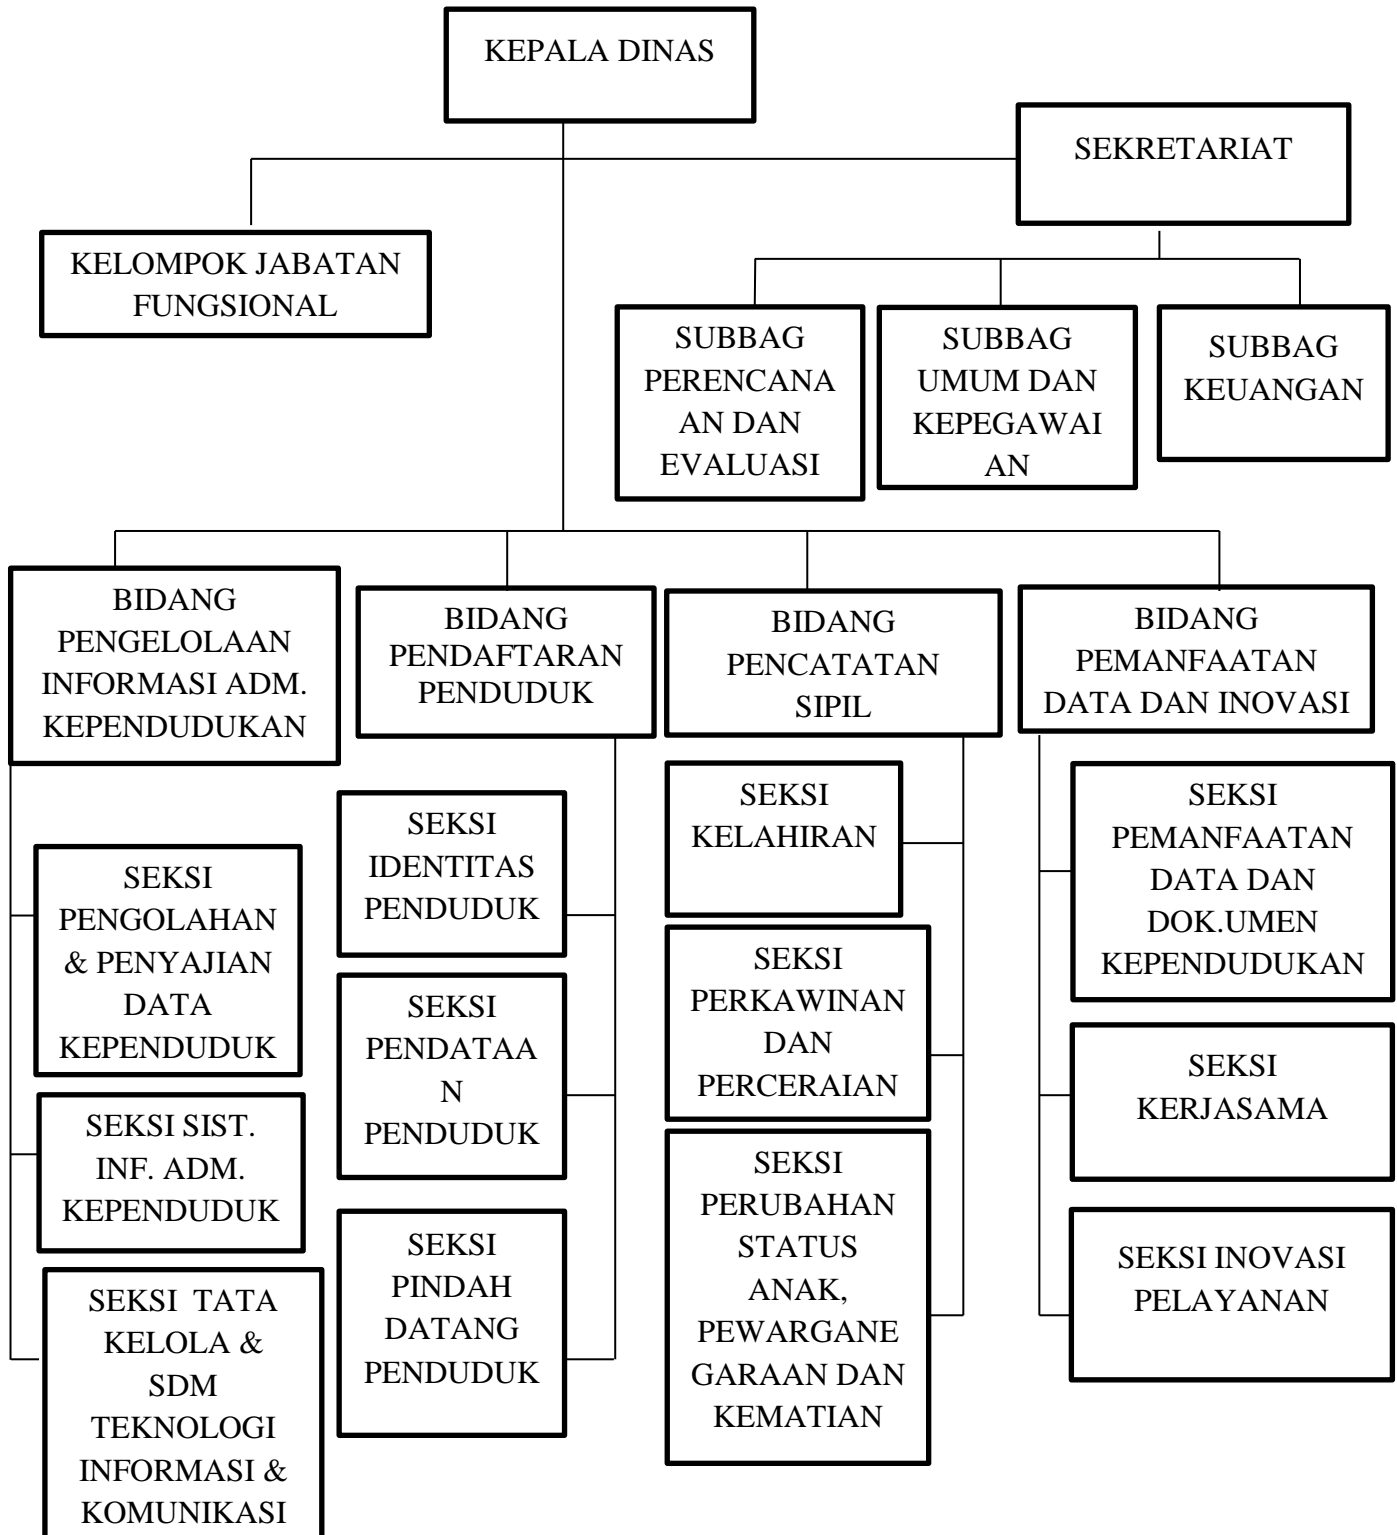 KEPALA DINAS
SEKRETARIAT
KELOMPOK JABATAN
FUNGSIONAL
SUBBAG
PERENCANA
AN DAN
EVALUASI
SUBBAG
UMUM DAN
KEPEGAWAI
AN
SUBBAG
KEUANGAN
BIDANG
PENGELOLAAN
INFORMASI ADM.
KEPENDUDUKAN
BIDANG
PENDAFTARAN
PENDUDUK
BIDANG
PENCATATAN
SIPIL
BIDANG
PEMANFAATAN
DATA DAN INOVASI
SEKSI
PENGOLAHAN
& PENYAJIAN
DATA
KEPENDUDUK
SEKSI SIST.
INF. ADM.
KEPENDUDUK
SEKSI  TATA
KELOLA &
SDM
TEKNOLOGI
INFORMASI &
KOMUNIKASI
SEKSI
IDENTITAS
PENDUDUK
SEKSI
PENDATAA
N
PENDUDUK
SEKSI
PINDAH
DATANG
PENDUDUK
SEKSI
KELAHIRAN
SEKSI
PERKAWINAN
DAN
PERCERAIAN
SEKSI
PERUBAHAN
STATUS
ANAK,
PEWARGANE
GARAAN DAN
KEMATIAN
SEKSI
PEMANFAATAN
DATA DAN
DOK.UMEN
KEPENDUDUKAN
SEKSI
KERJASAMA
SEKSI INOVASI
PELAYANAN